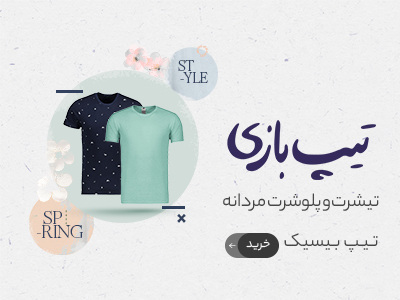 ST
-YLE
تیپ بازی
تیشرت و پلوشرت مردانه
تیپ بیسیک
خرید
SP
-RING